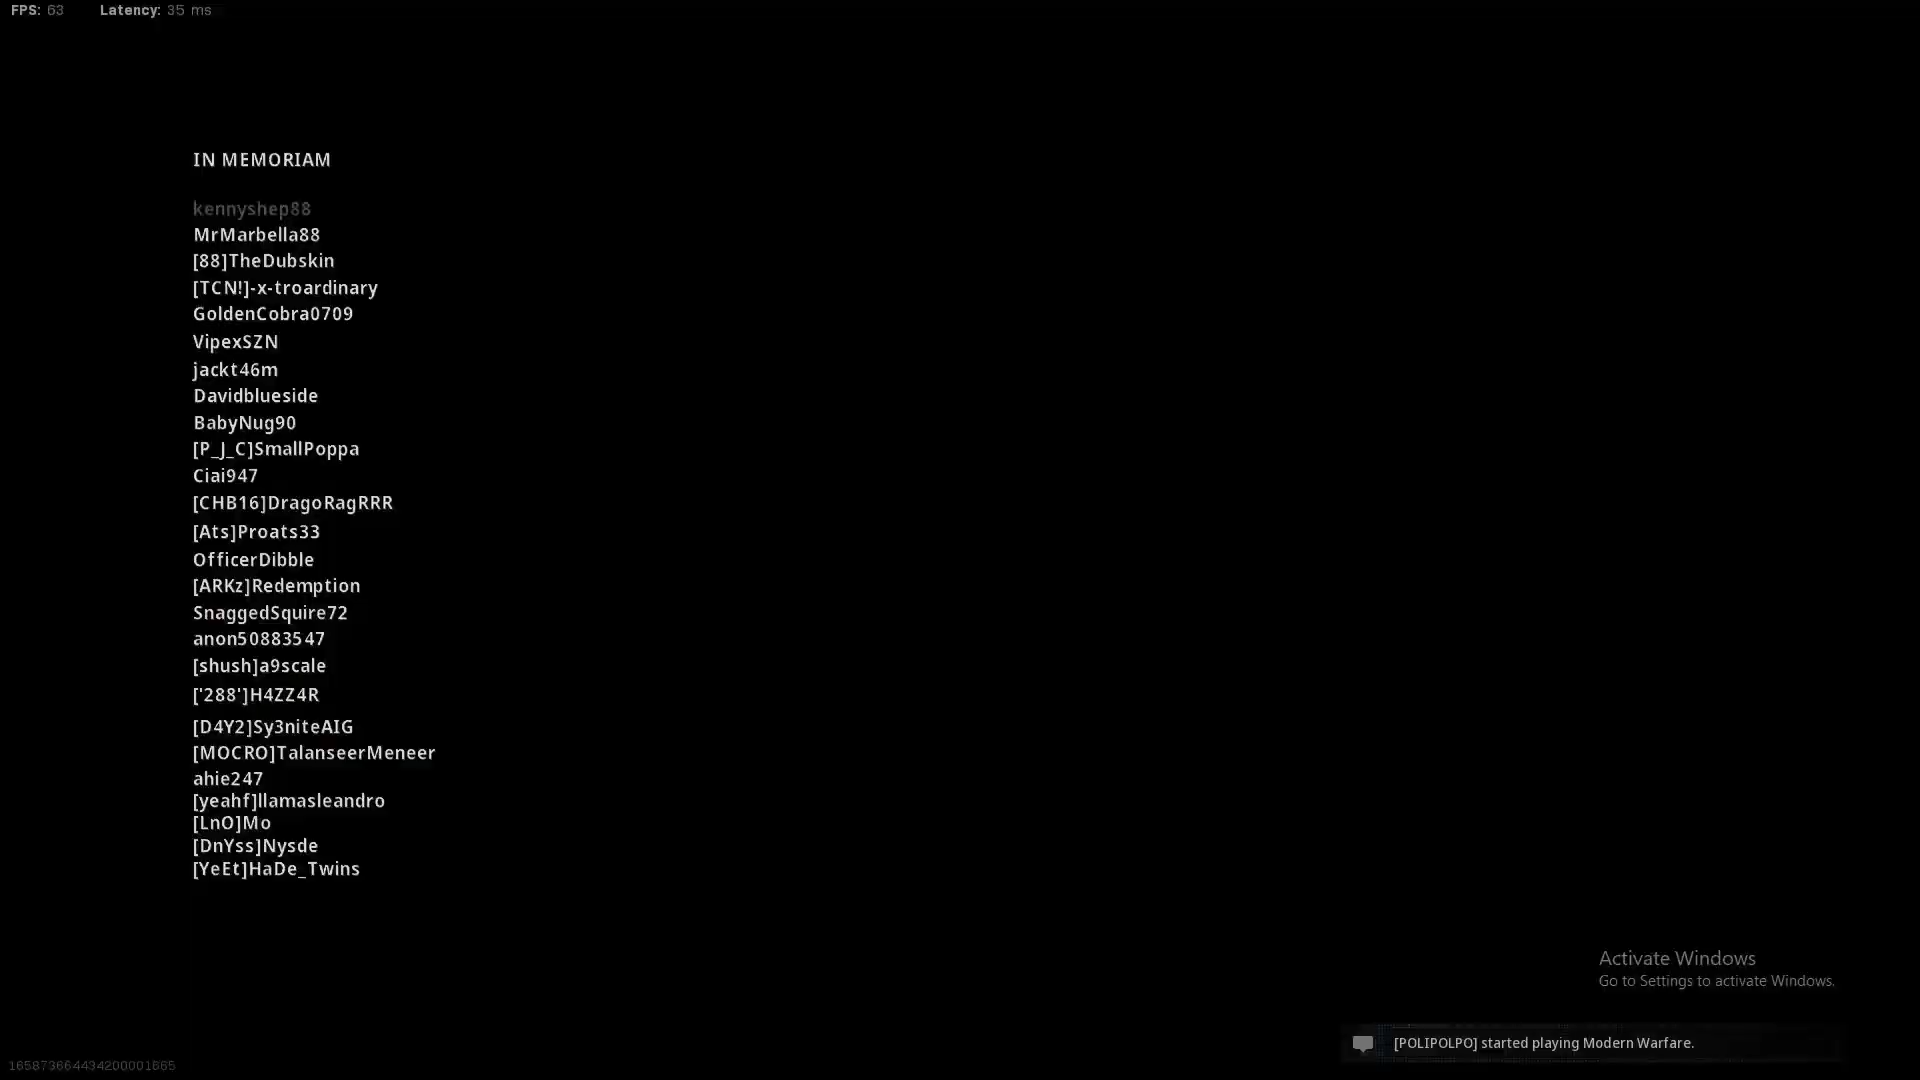 FPS: 63 Latency: 35 ms
IN MEMORIAM
kennyshep88
MrMarbella88
[88]TheDubskin
[TCN!]-x-troardinary
GoldenCobra0709
VipexSZN
jackt46m
Davidblueside
BabyNug90
[P_J_C]SmallPoppa
Ciai947
[CHB16]DragoRagRRR
[Ats]Proats33
OfficerDibble
[ARKz]Redemption
SnaggedSquire72
anon50883547
[shush]a9scale
['288']H4ZZ4R
[D4Y2]Sy3niteAIG
[MOCRO]TalanseerMeneer
ahie247
[yeahf]llamasleandro
[LnO]Mo
[DnYss]Nysde
[YeEt]HaDe_Twins
Activate Windows
Go to Settings to activate Windows.
[POLIPOLPO] started playing Modern Warfare.